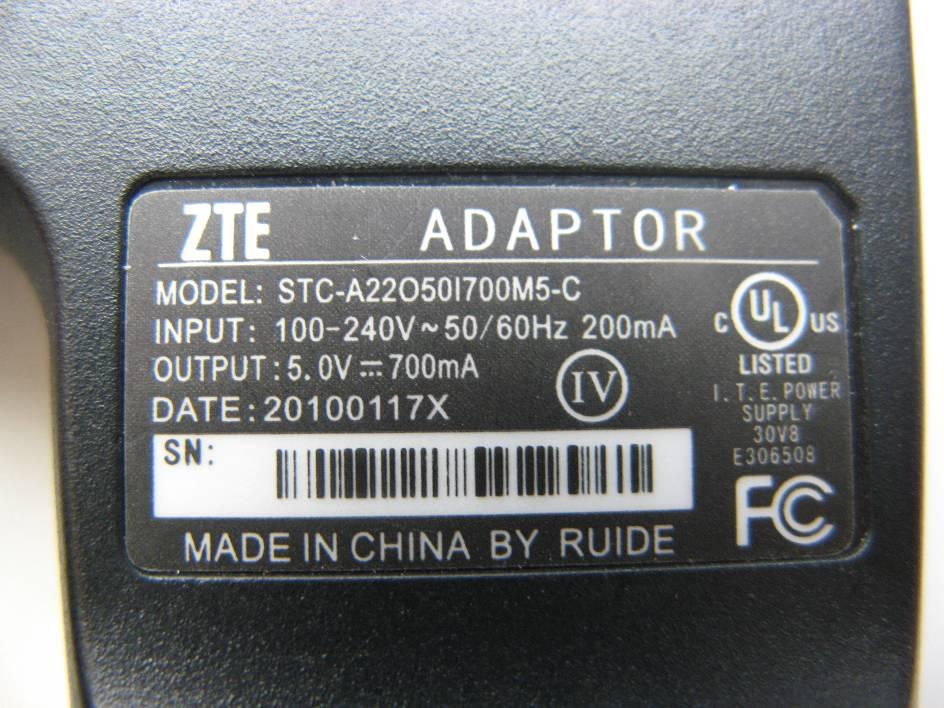 ZTE ADAPTOR
MODEL: STC-A22O50I700M5-C
INPUT: 100-240V~50/60Hz 200mA
OUTPUT:5.0V⎓700mA
IV
DATE:20100117X
C UL US
LISTED
I.T.E.POWER
SUPPLY
30V8
E306508
SN:
FC
MADE IN CHINA BY RUIDE